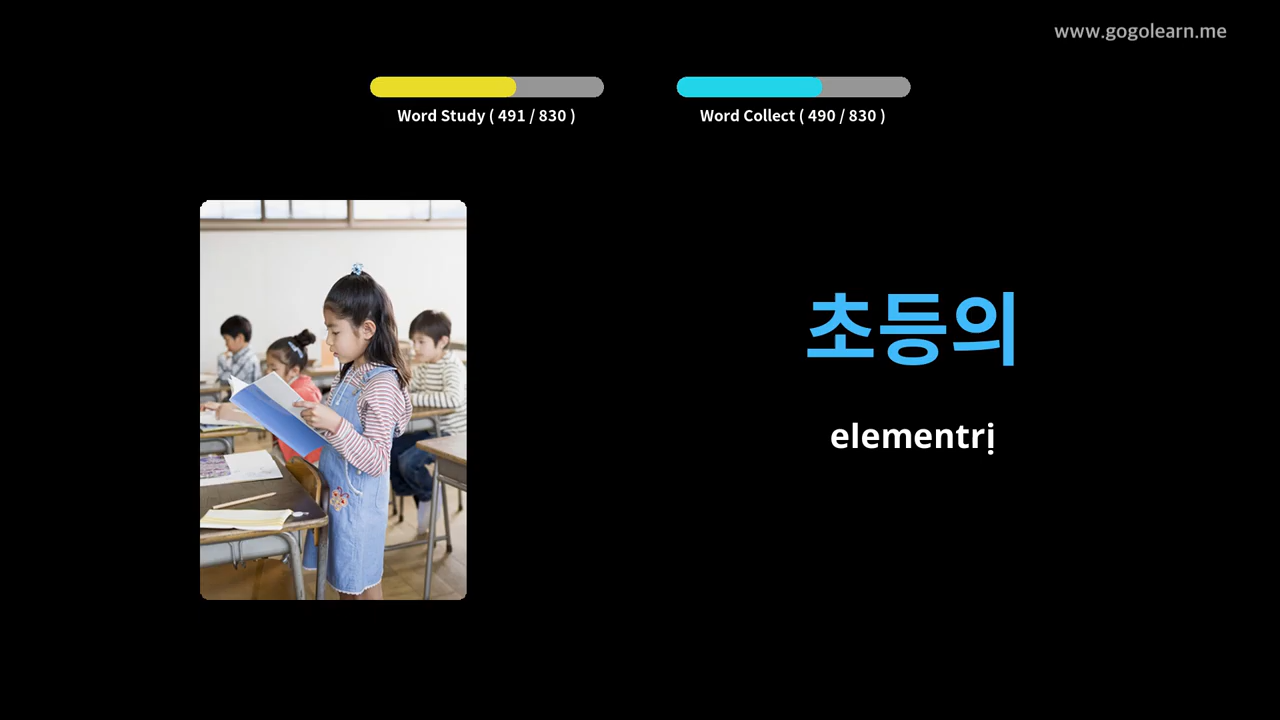 www.gogolearn.me
Word Study ( 491 / 830 )
Word Collect ( 490 / 830 )
초등의
elementrị